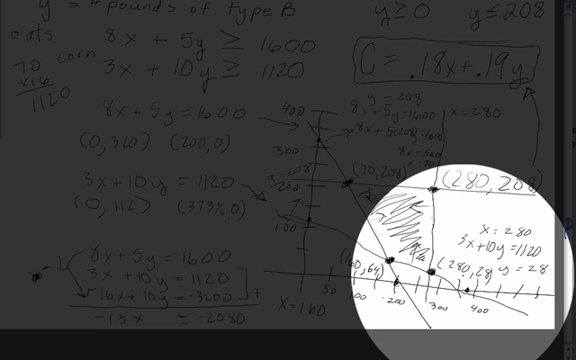 y = # pounds of type B
y ≥ 0 y ≤ 208
oats 8x + 5y ≥ 1600
corn 3x + 10y ≥ 1120
C = .18x + .19y
70
x16
1120
8x + 5y = 1600
(0, 320) (200, 0)
3x + 10y = 1120
(0, 112) (373⅓, 0)
8x + 5y = 1600
3x + 10y = 1120
-16x + 10y = -3200
-13x = -2080
x = 160
400
300
200
100
y = 208
8x + 5y = 1600
8x + 5(208) = 1600
8x = 560
x = 280
(70, 208)
(280, 208)
x = 280
3x + 10y = 1120
y = 28
(280, 28)
(160, 64)
50
100
200
300
400